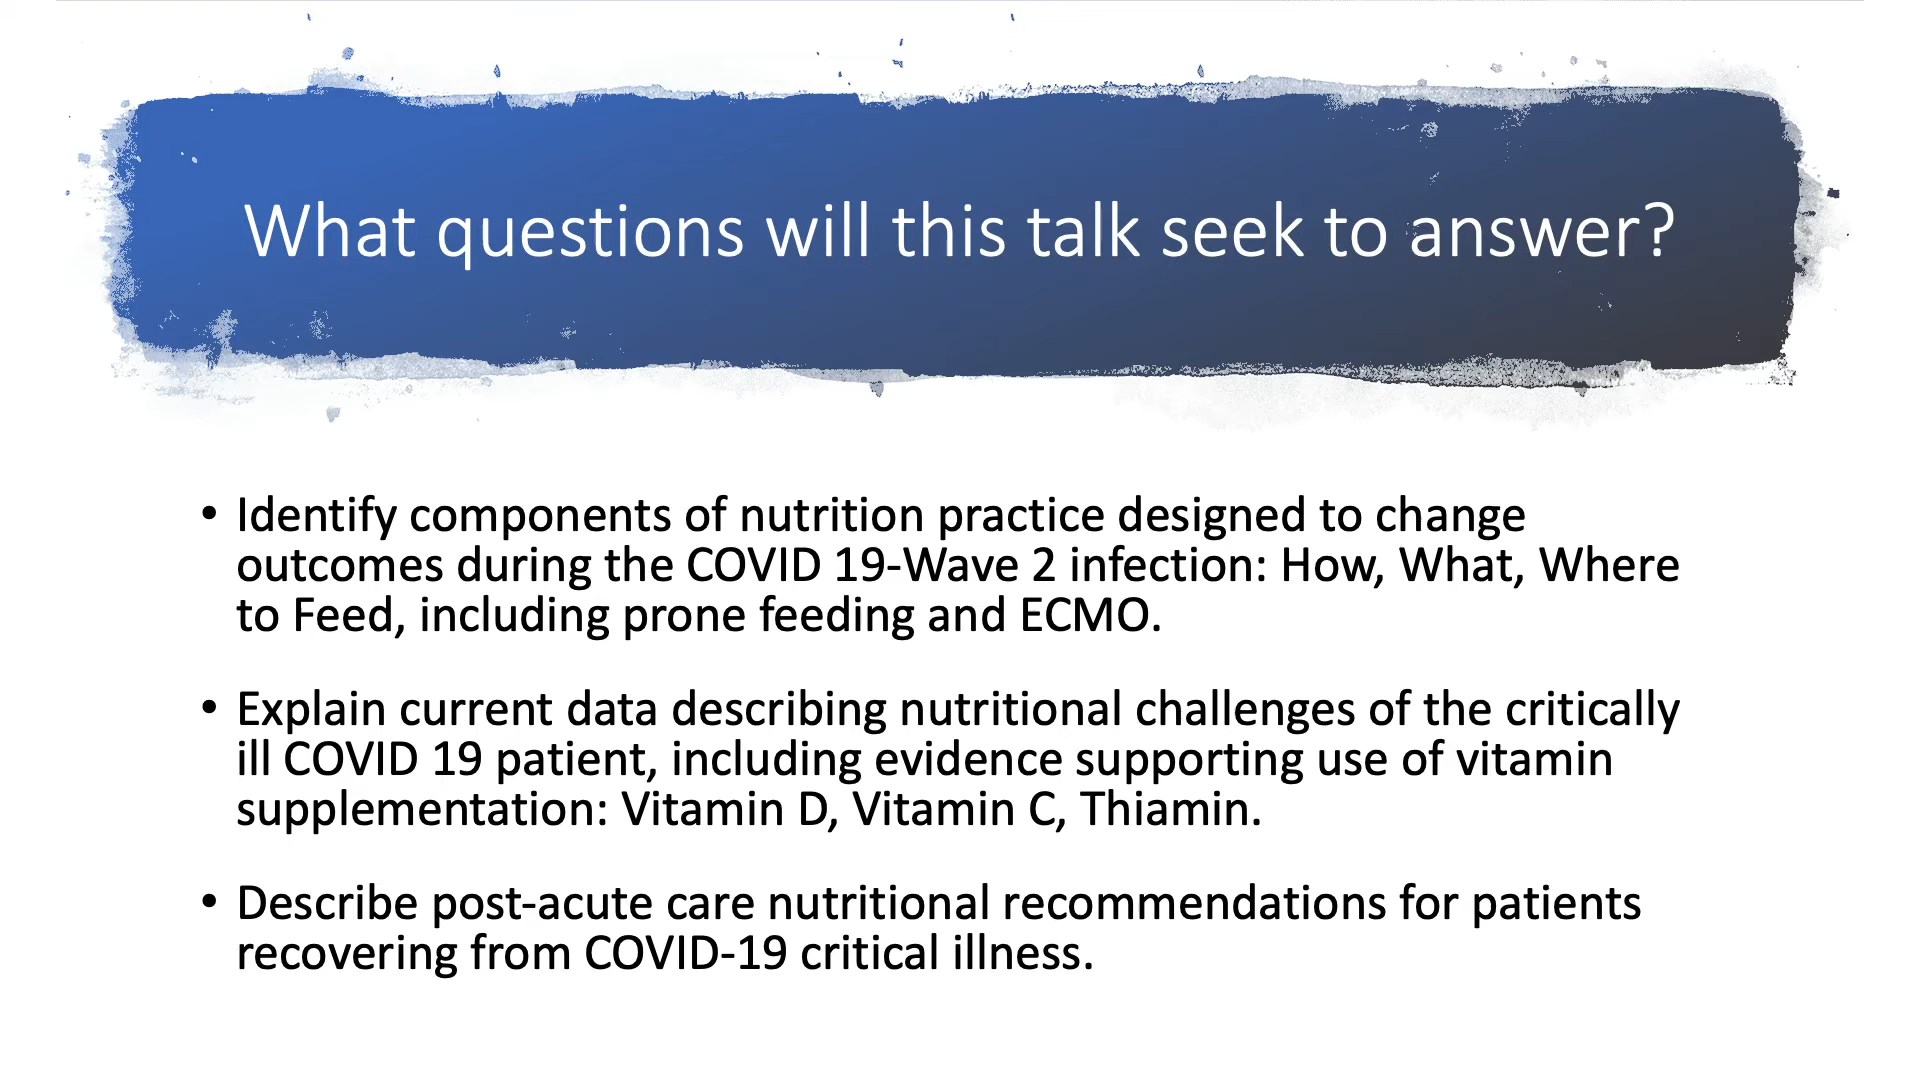 What questions will this talk seek to answer?
• Identify components of nutrition practice designed to change
outcomes during the COVID 19-Wave 2 infection: How, What, Where
to Feed, including prone feeding and ECMO.
• Explain current data describing nutritional challenges of the critically
ill COVID 19 patient, including evidence supporting use of vitamin
supplementation: Vitamin D, Vitamin C, Thiamin.
• Describe post-acute care nutritional recommendations for patients
recovering from COVID-19 critical illness.